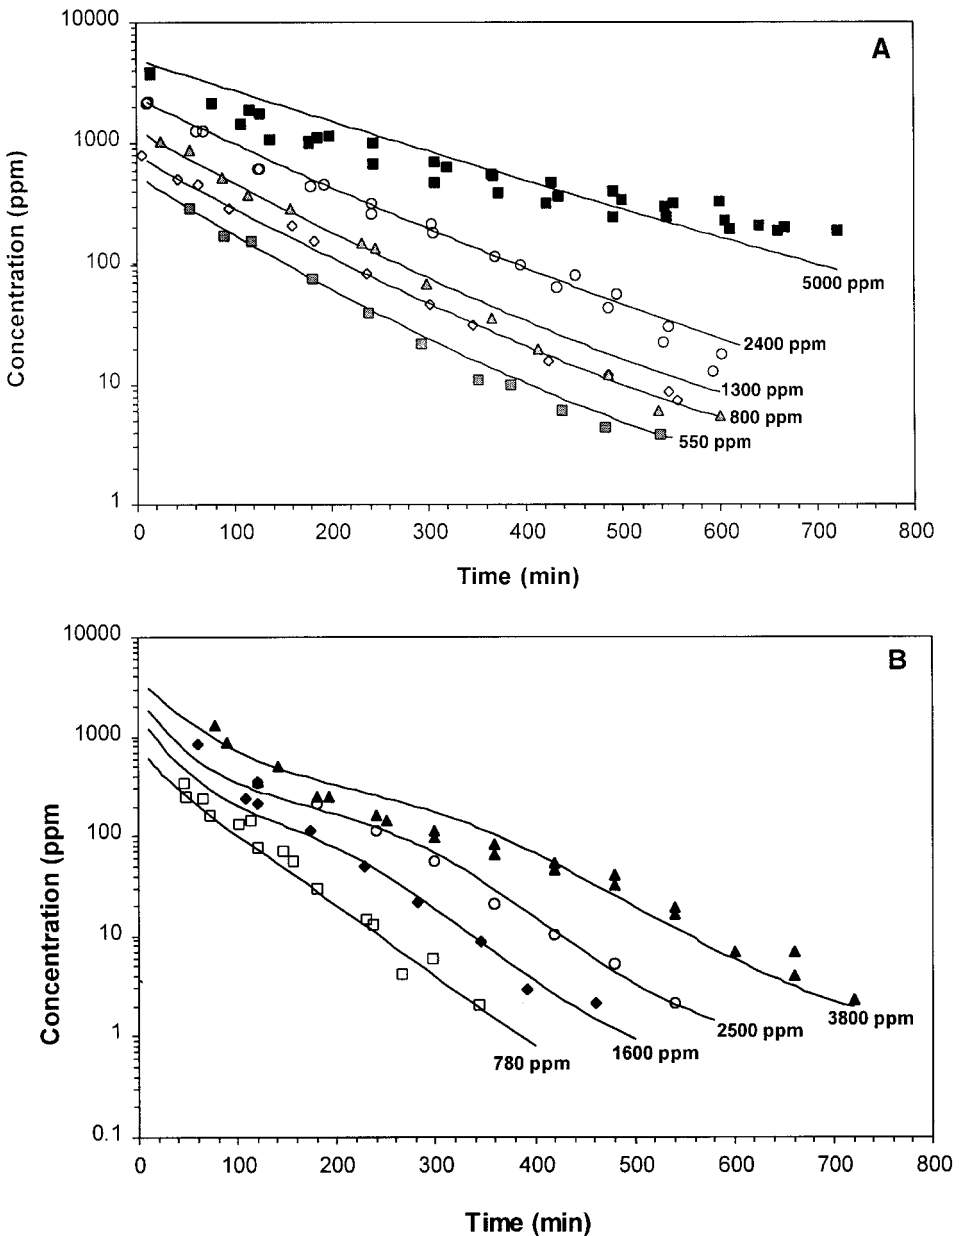 10000
A
1000
100
10
1
Concentration (ppm)
5000 ppm
2400 ppm
1300 ppm
800 ppm
550 ppm
0 100 200 300 400 500 600 700 800
Time (min)
10000
B
1000
100
10
1
0.1
Concentration (ppm
3800 ppm
2500 ppm
1600 ppm
780 ppm
0 100 200 300 400 500 600 700 800
Time (min)